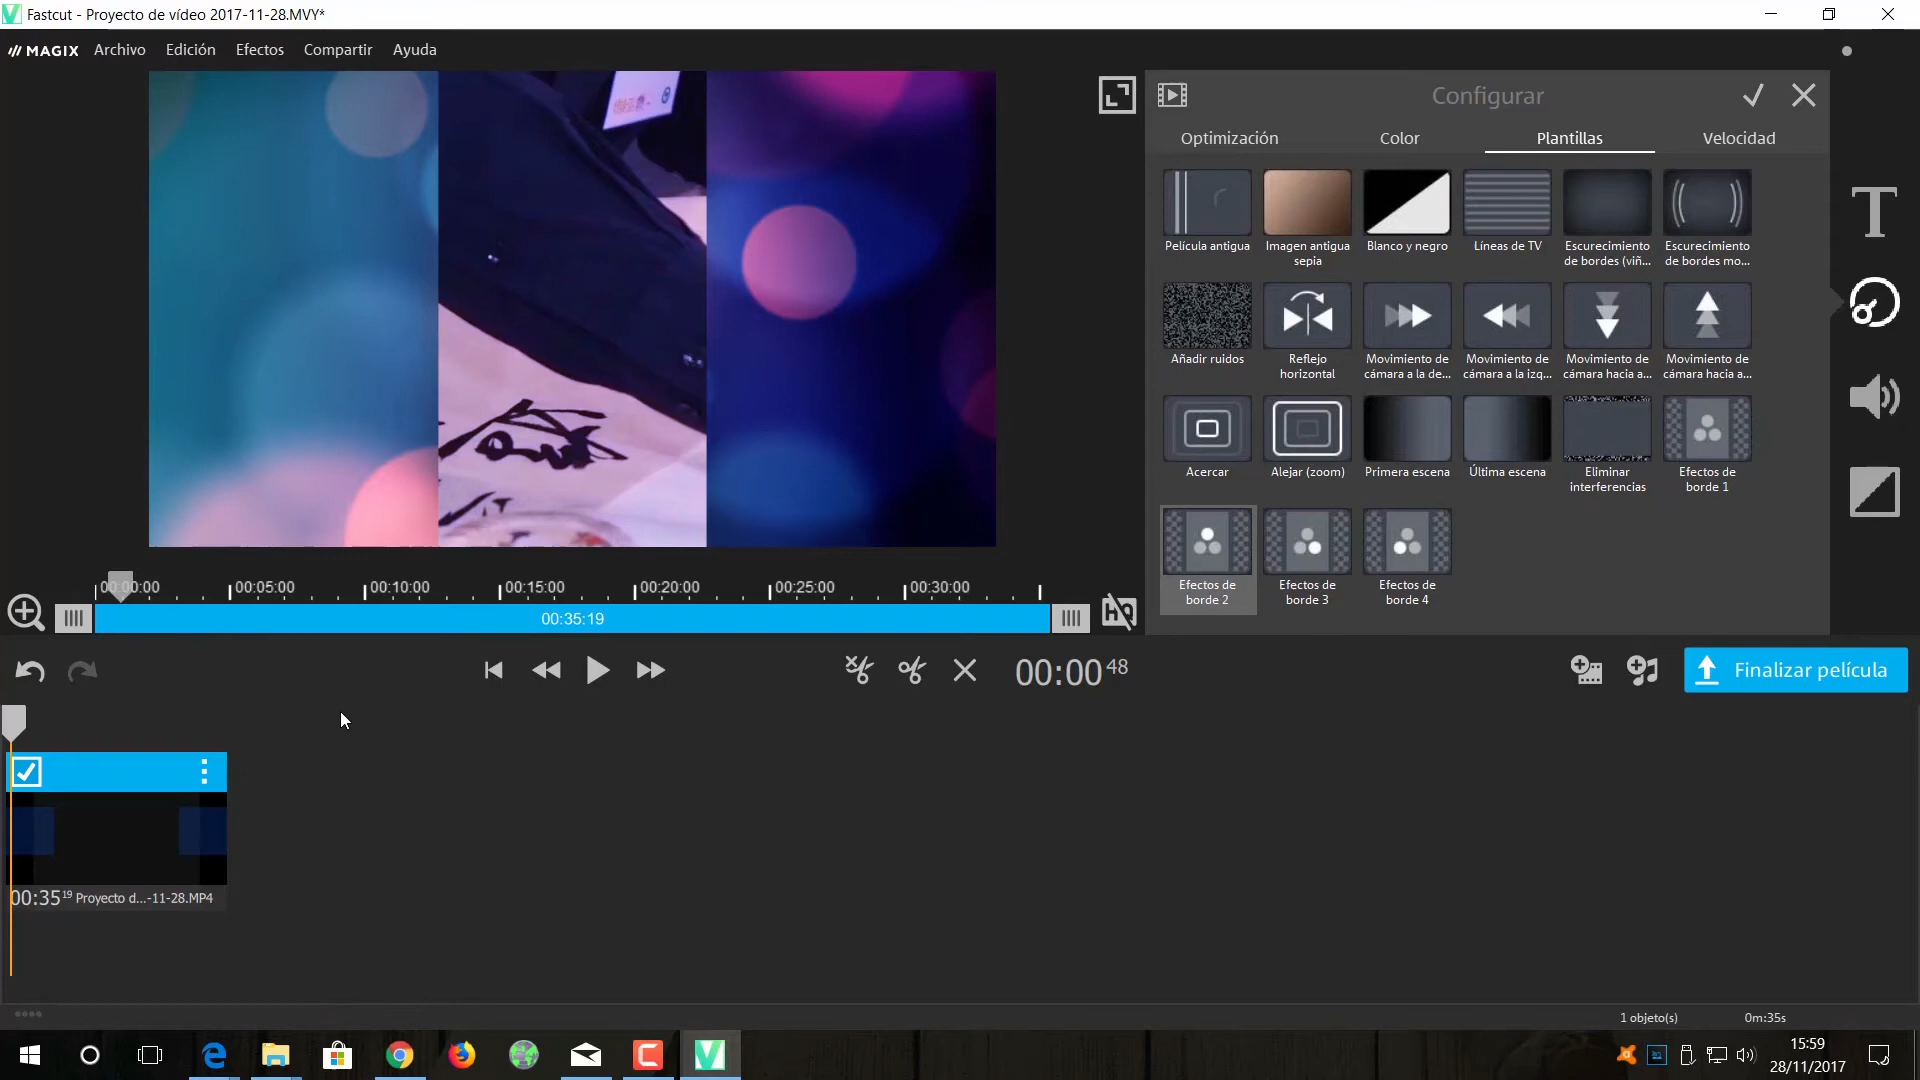 Fastcut - Proyecto de vídeo 2017-11-28.MVY*
MAGIX Archivo Edición Efectos Compartir Ayuda
Configurar
Optimización Color Plantillas Velocidad
Película antigua
Imagen antigua sepia
Blanco y negro
Líneas de TV
Escurecimiento de bordes (viñ...
Escurecimiento de bordes mo...
Añadir ruidos
Reflejo horizontal
Movimiento de cámara a la de...
Movimiento de cámara a la izq...
Movimiento de cámara hacia a...
Movimiento de cámara hacia a...
Acercar
Alejar (zoom)
Primera escena
Última escena
Eliminar interferencias
Efectos de borde 1
Efectos de borde 2
Efectos de borde 3
Efectos de borde 4
T
00:00:00 00:05:00 00:10:00 00:15:00 00:20:00 00:25:00 00:30:00
00:35:19
HQ
00:00 48
Finalizar película
00:35 19 Proyecto d...-11-28.MP4
1 objeto(s) 0m:35s
15:59
28/11/2017